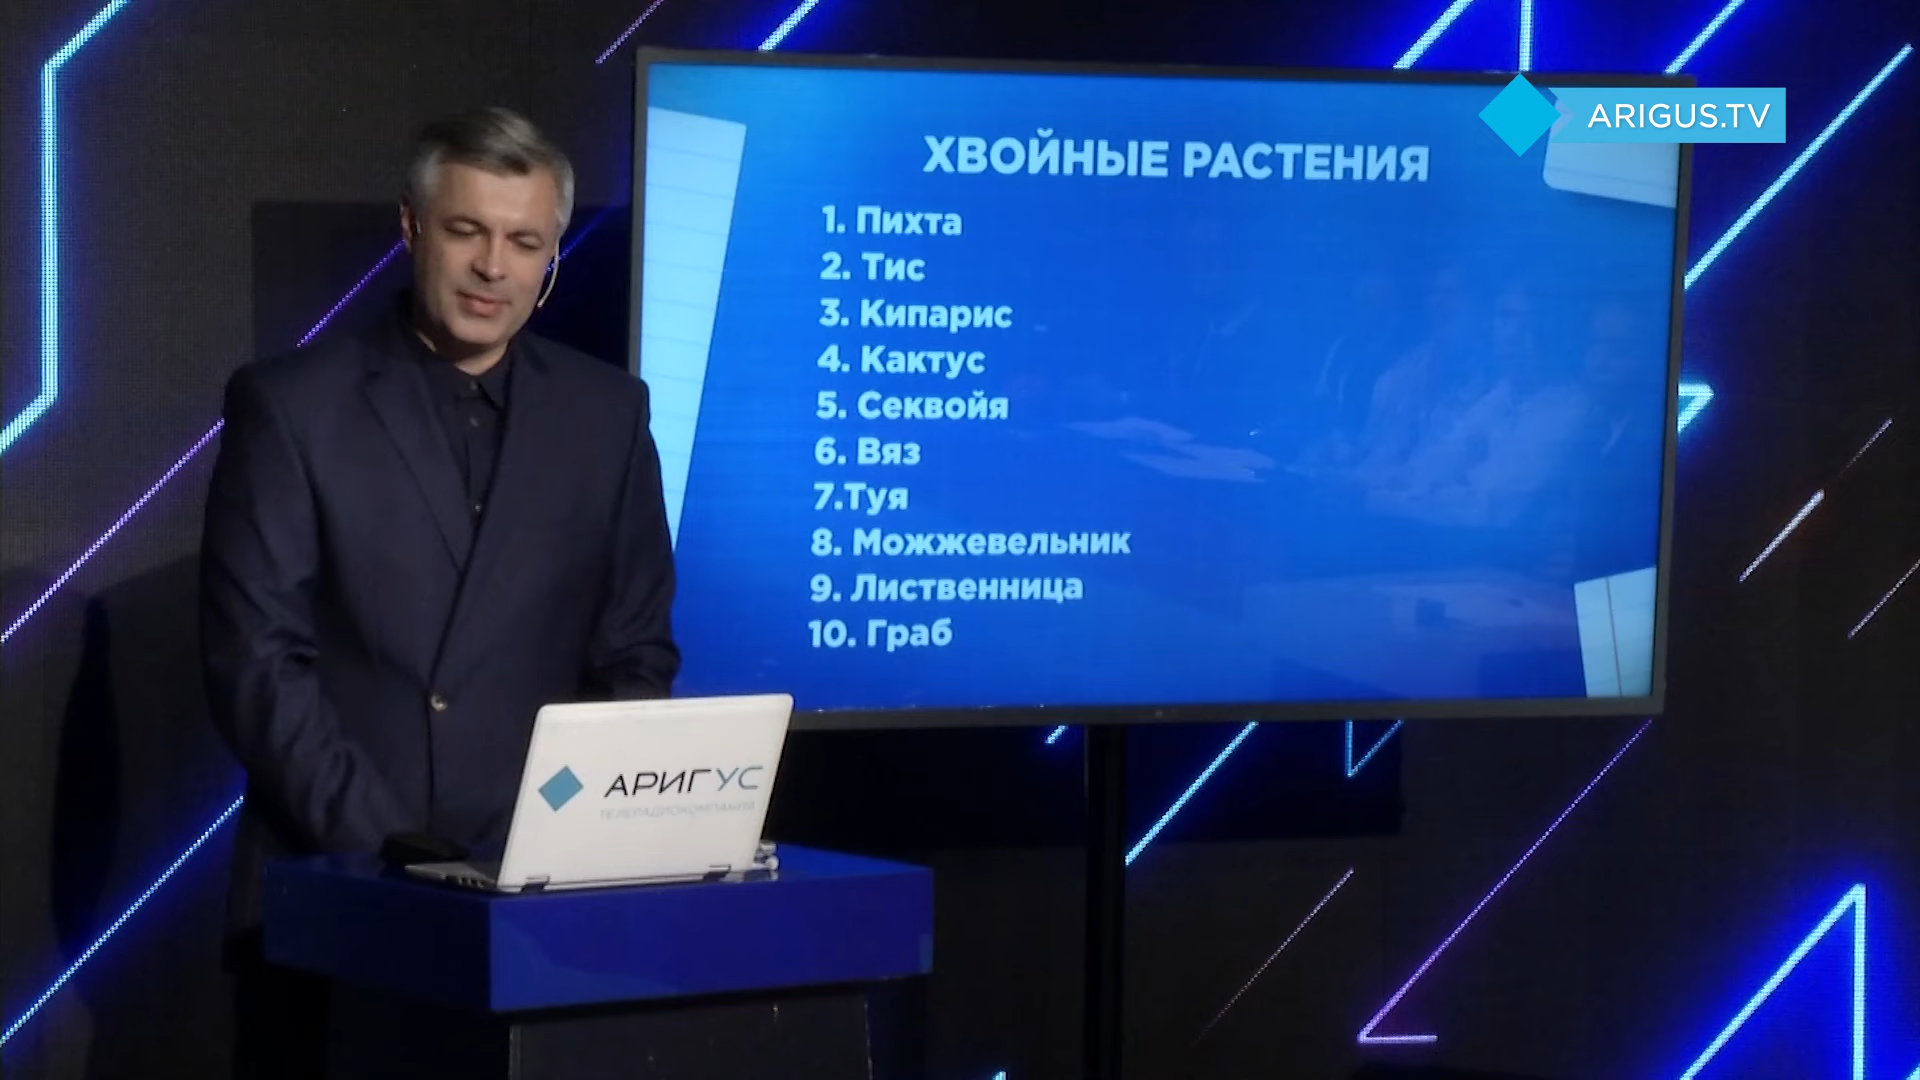 ARIGUS.TV
ХВОЙНЫЕ РАСТЕНИЯ
1. Пихта
2. Тис
3. Кипарис
4. Кактус
5. Секвойя
6. Вяз
7.Туя
8. Можжевельник
9. Лиственница
10. Граб
АРИГУС
ТЕЛЕРАДИОКОМПАНИЯ